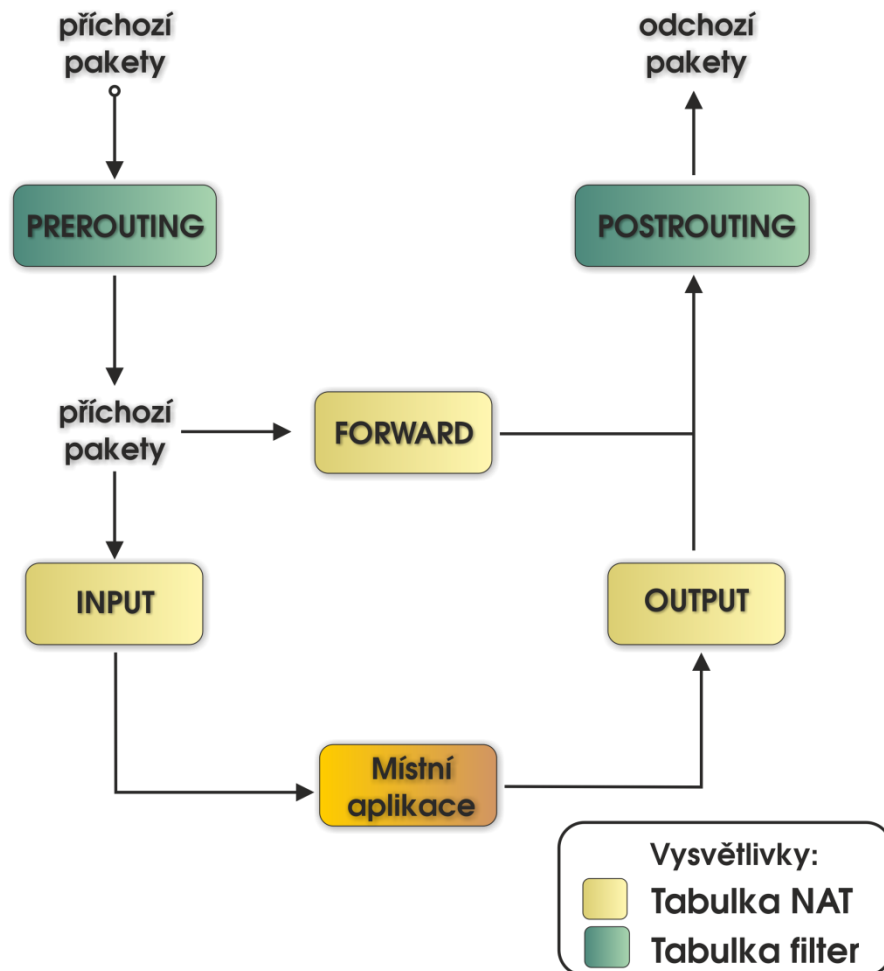 příchozí
pakety
odchozí
pakety
PREROUTING
POSTROUTING
příchozí
pakety
FORWARD
INPUT
OUTPUT
Místní
aplikace
Vysvětlivky:
Tabulka NAT
Tabulka filter